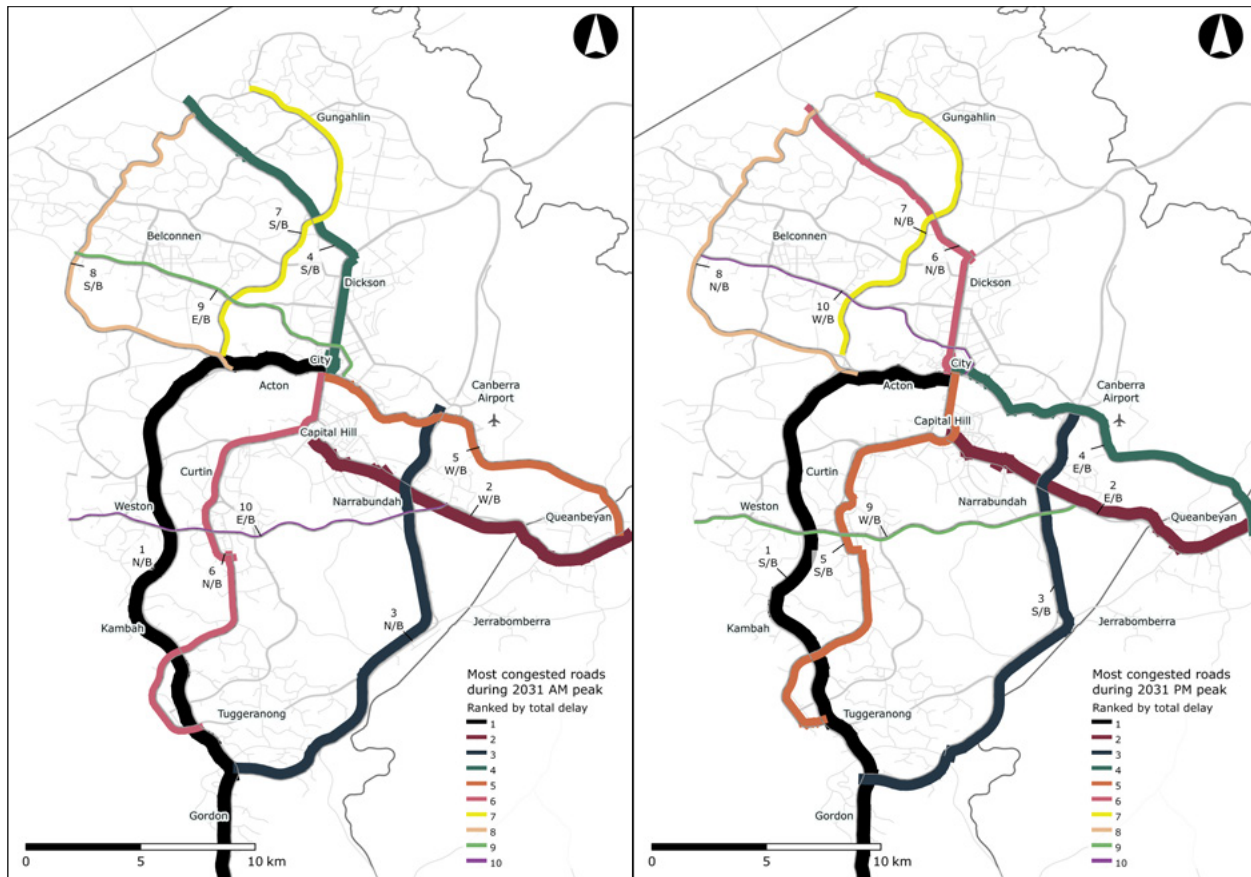 Gungahlin
7
S/B
Belconnen
4
S/B
8
S/B
Dickson
9
E/B
City
Acton
Canberra
Airport
Capital Hill
Curtin
5
W/B
2
W/B
Weston
10
E/B
Narrabundah
Queanbeyan
1
N/B
6
N/B
3
N/B
Kambah
Jerrabomberra
Most congested roads
during 2031 AM peak
Ranked by total delay
Tuggeranong
1
2
3
4
5
6
7
8
9
10
Gordon
0 5 10 km
Gungahlin
7
N/B
Belconnen
6
N/B
8
N/B
Dickson
10
W/B
City
Acton
Canberra
Airport
Capital Hill
Curtin
4
E/B
2
E/B
Weston
9
W/B
Narrabundah
Queanbeyan
1
S/B
5
S/B
3
S/B
Kambah
Jerrabomberra
Most congested roads
during 2031 PM peak
Ranked by total delay
Tuggeranong
1
2
3
4
5
6
7
8
9
10
Gordon
0 5 10 km